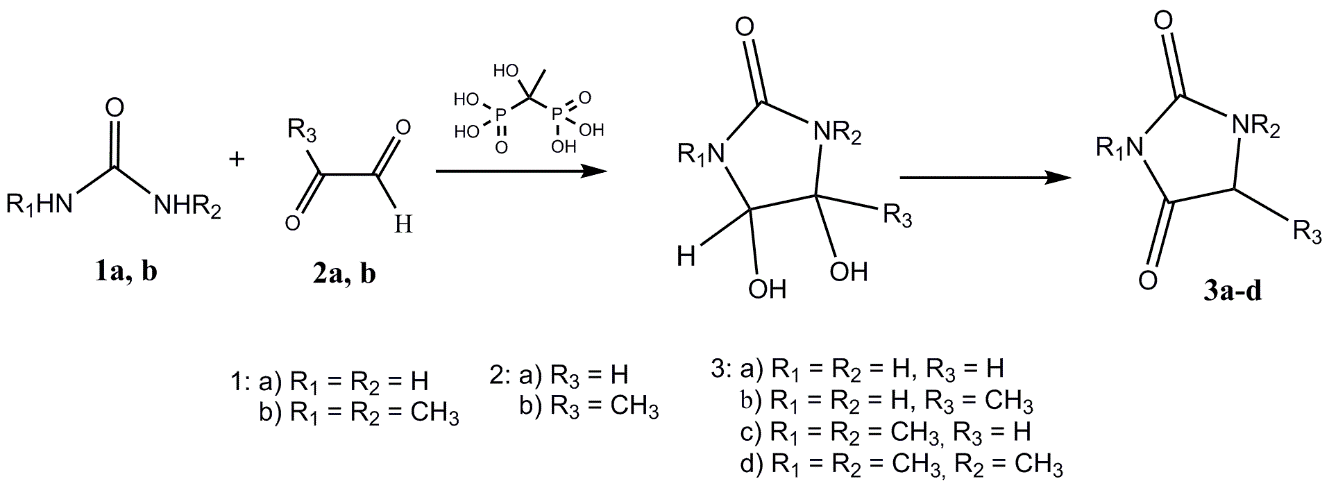 O
R₁HN
NHR₂
1a, b
+
R₃
O
O
H
2a, b
HO
HO
HO
P
O
P
O
OH
OH
O
R₁N
NR₂
H
OH
OH
R₃
O
R₁N
NR₂
O
R₃
3a-d
1: a) R₁ = R₂ = H
b) R₁ = R₂ = CH₃
2: a) R₃ = H
b) R₃ = CH₃
3: a) R₁ = R₂ = H, R₃ = H
b) R₁ = R₂ = H, R₃ = CH₃
c) R₁ = R₂ = CH₃, R₃ = H
d) R₁ = R₂ = CH₃, R₂ = CH₃